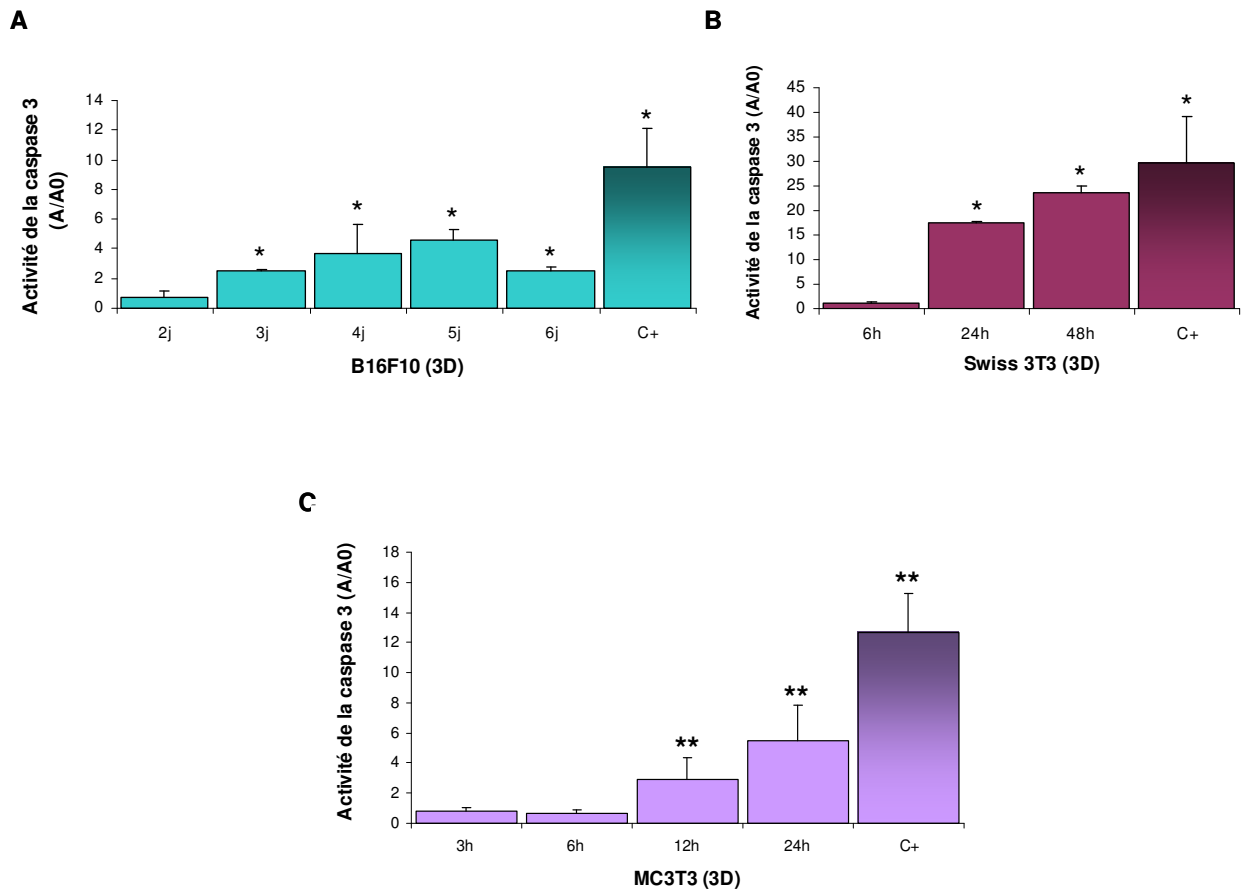 A
Activité de la caspase 3
(A/A0)
14
12
10
8
6
4
2
0
*
*
*
*
*
2j
3j
4j
5j
6j
C+
B16F10 (3D)
B
Activité de la caspase 3 (A/A0)
45
40
35
30
25
20
15
10
5
0
*
*
*
6h
24h
48h
C+
Swiss 3T3 (3D)
C
Activité de la caspase 3 (A/A0)
18
16
14
12
10
8
6
4
2
0
**
**
**
3h
6h
12h
24h
C+
MC3T3 (3D)